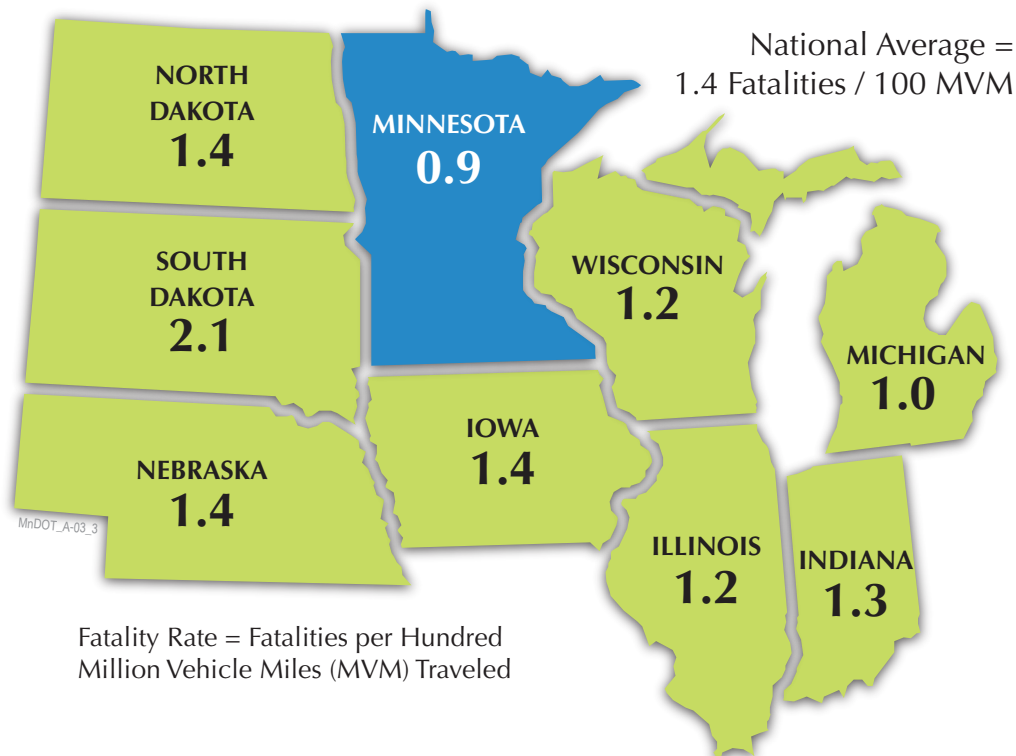 National Average =
1.4 Fatalities / 100 MVM
NORTH
DAKOTA
1.4
MINNESOTA
0.9
SOUTH
DAKOTA
2.1
WISCONSIN
1.2
MICHIGAN
1.0
NEBRASKA
1.4
IOWA
1.4
MnDOT_A-03_3
ILLINOIS
1.2
INDIANA
1.3
Fatality Rate = Fatalities per Hundred
Million Vehicle Miles (MVM) Traveled